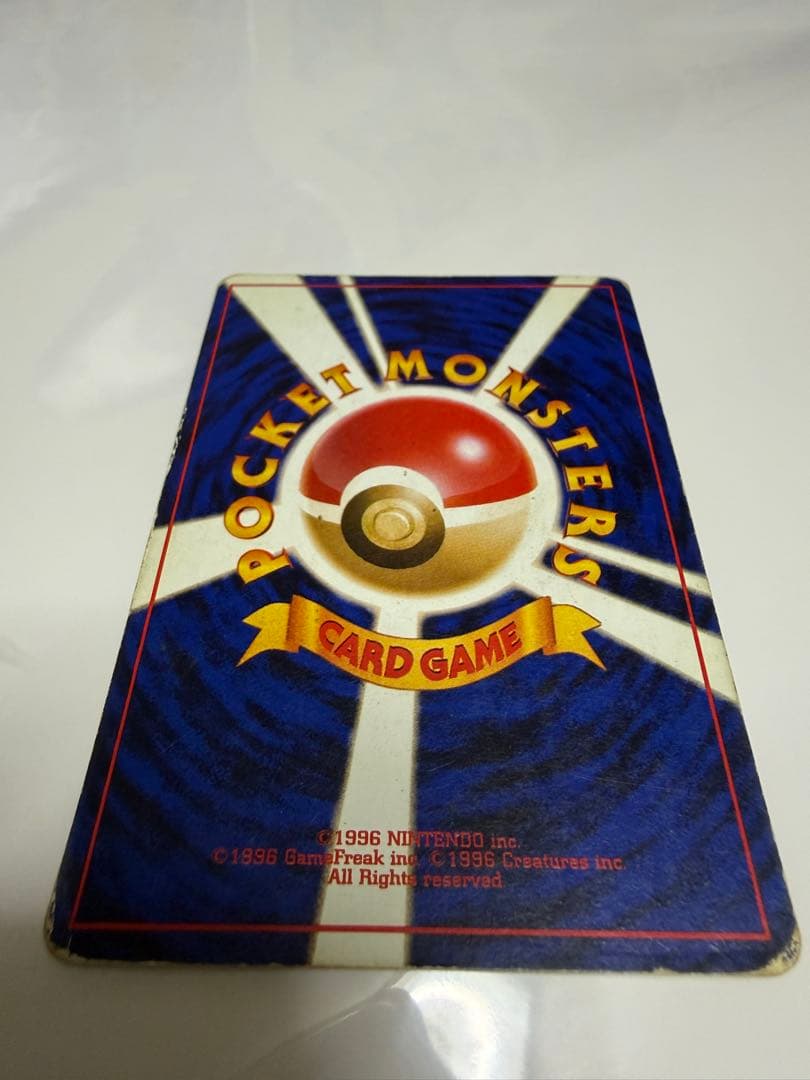 POCKET MONSTERS
CARD GAME
©1996 NINTENDO inc.
©1996 GameFreak inc. ©1996 Creatures inc.
All Rights reserved